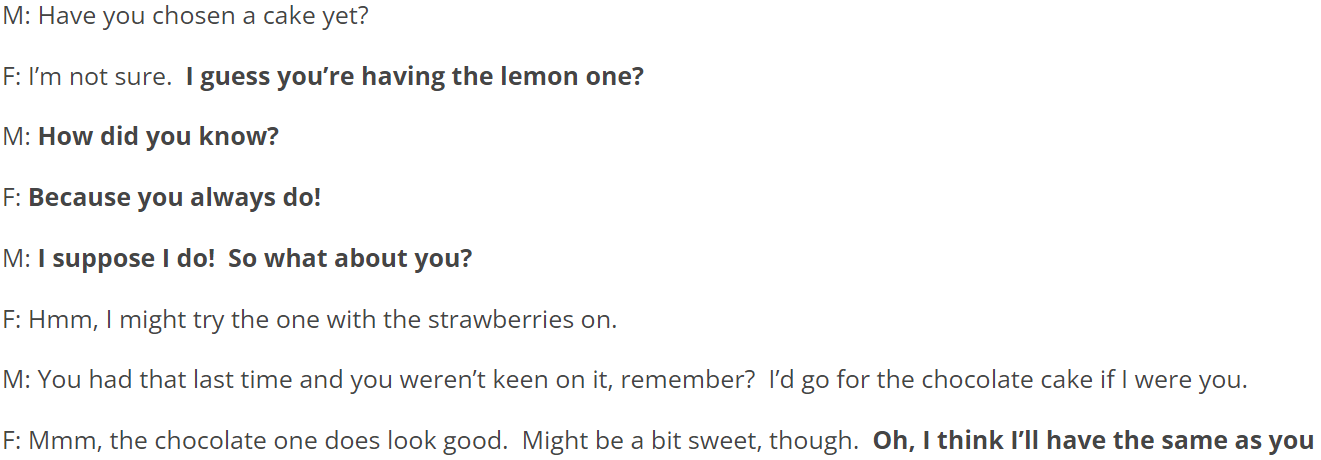 M: Have you chosen a cake yet?
F: I’m not sure.  I guess you’re having the lemon one?
M: How did you know?
F: Because you always do!
M: I suppose I do!  So what about you?
F: Hmm, I might try the one with the strawberries on.
M: You had that last time and you weren’t keen on it, remember?  I’d go for the chocolate cake if I were you.
F: Mmm, the chocolate one does look good.  Might be a bit sweet, though.  Oh, I think I’ll have the same as you